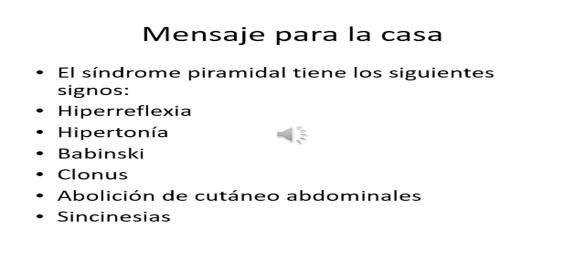 Mensaje para la casa
• El síndrome piramidal tiene los siguientes
signos:
• Hiperreflexia
• Hipertonía
• Babinski
• Clonus
• Abolición de cutáneo abdominales
• Sincinesias